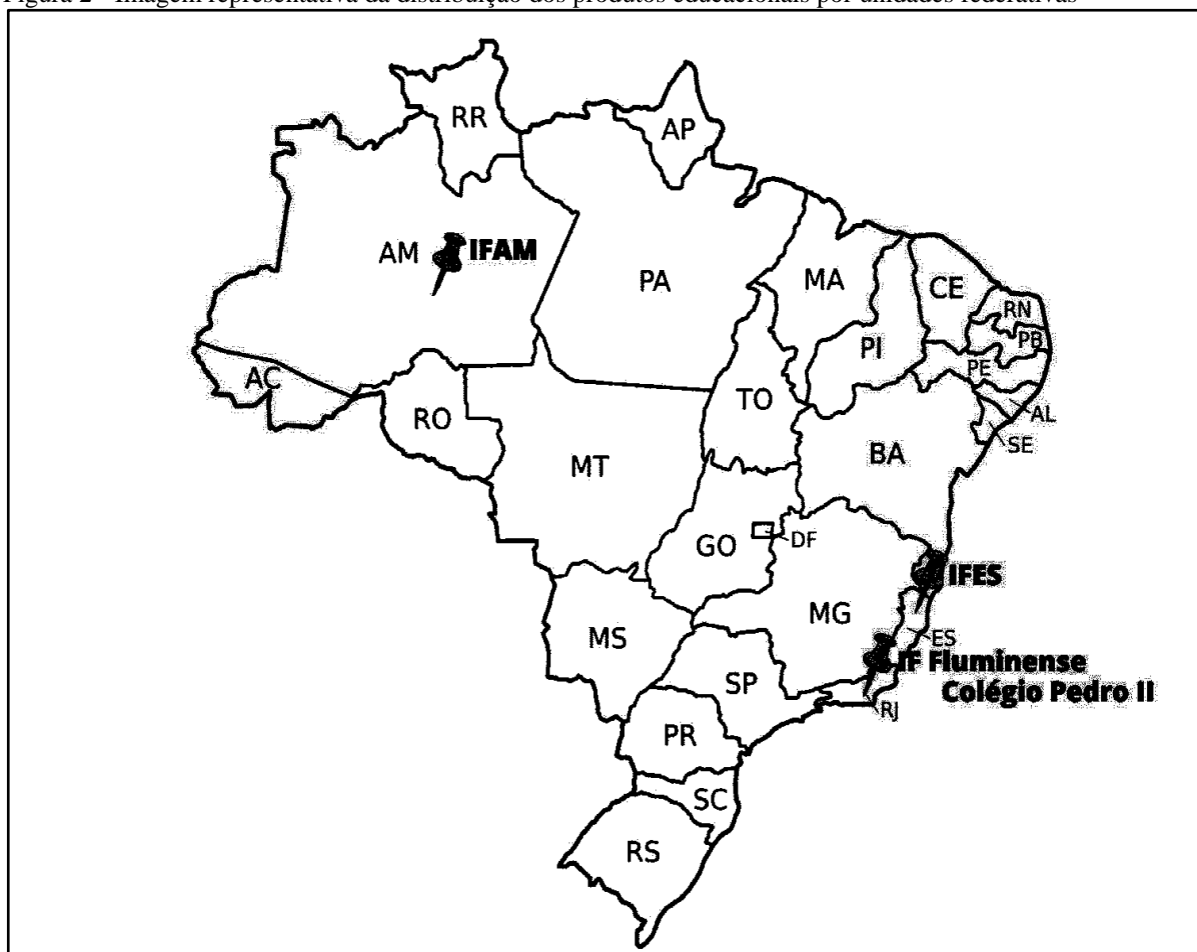 Figura 2 - Imagem representativa da distribuição dos produtos educacionais por unidades federativas
RR
AP
AM
IFAM
PA
MA
CE
RN
PB
PI
PE
AC
TO
AL
RO
SE
BA
MT
GO
DF
IFES
MG
MS
ES
IF Fluminense
SP
Colégio Pedro II
RJ
PR
SC
RS